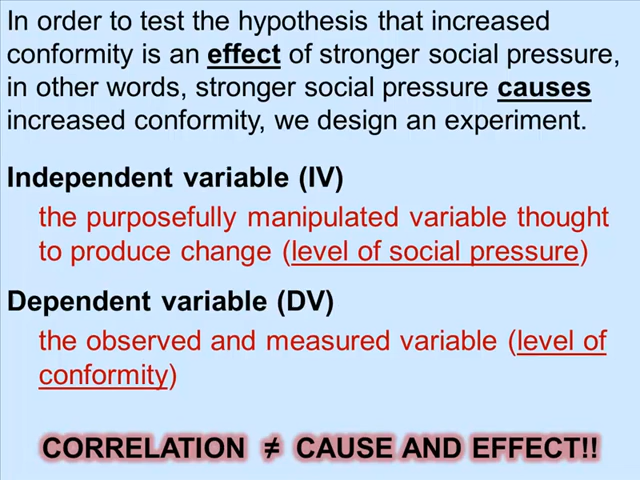 In order to test the hypothesis that increased
conformity is an effect of stronger social pressure,
in other words, stronger social pressure causes
increased conformity, we design an experiment.
Independent variable (IV)
the purposefully manipulated variable thought
to produce change (level of social pressure)
Dependent variable (DV)
the observed and measured variable (level of
conformity)
CORRELATION ≠ CAUSE AND EFFECT!!